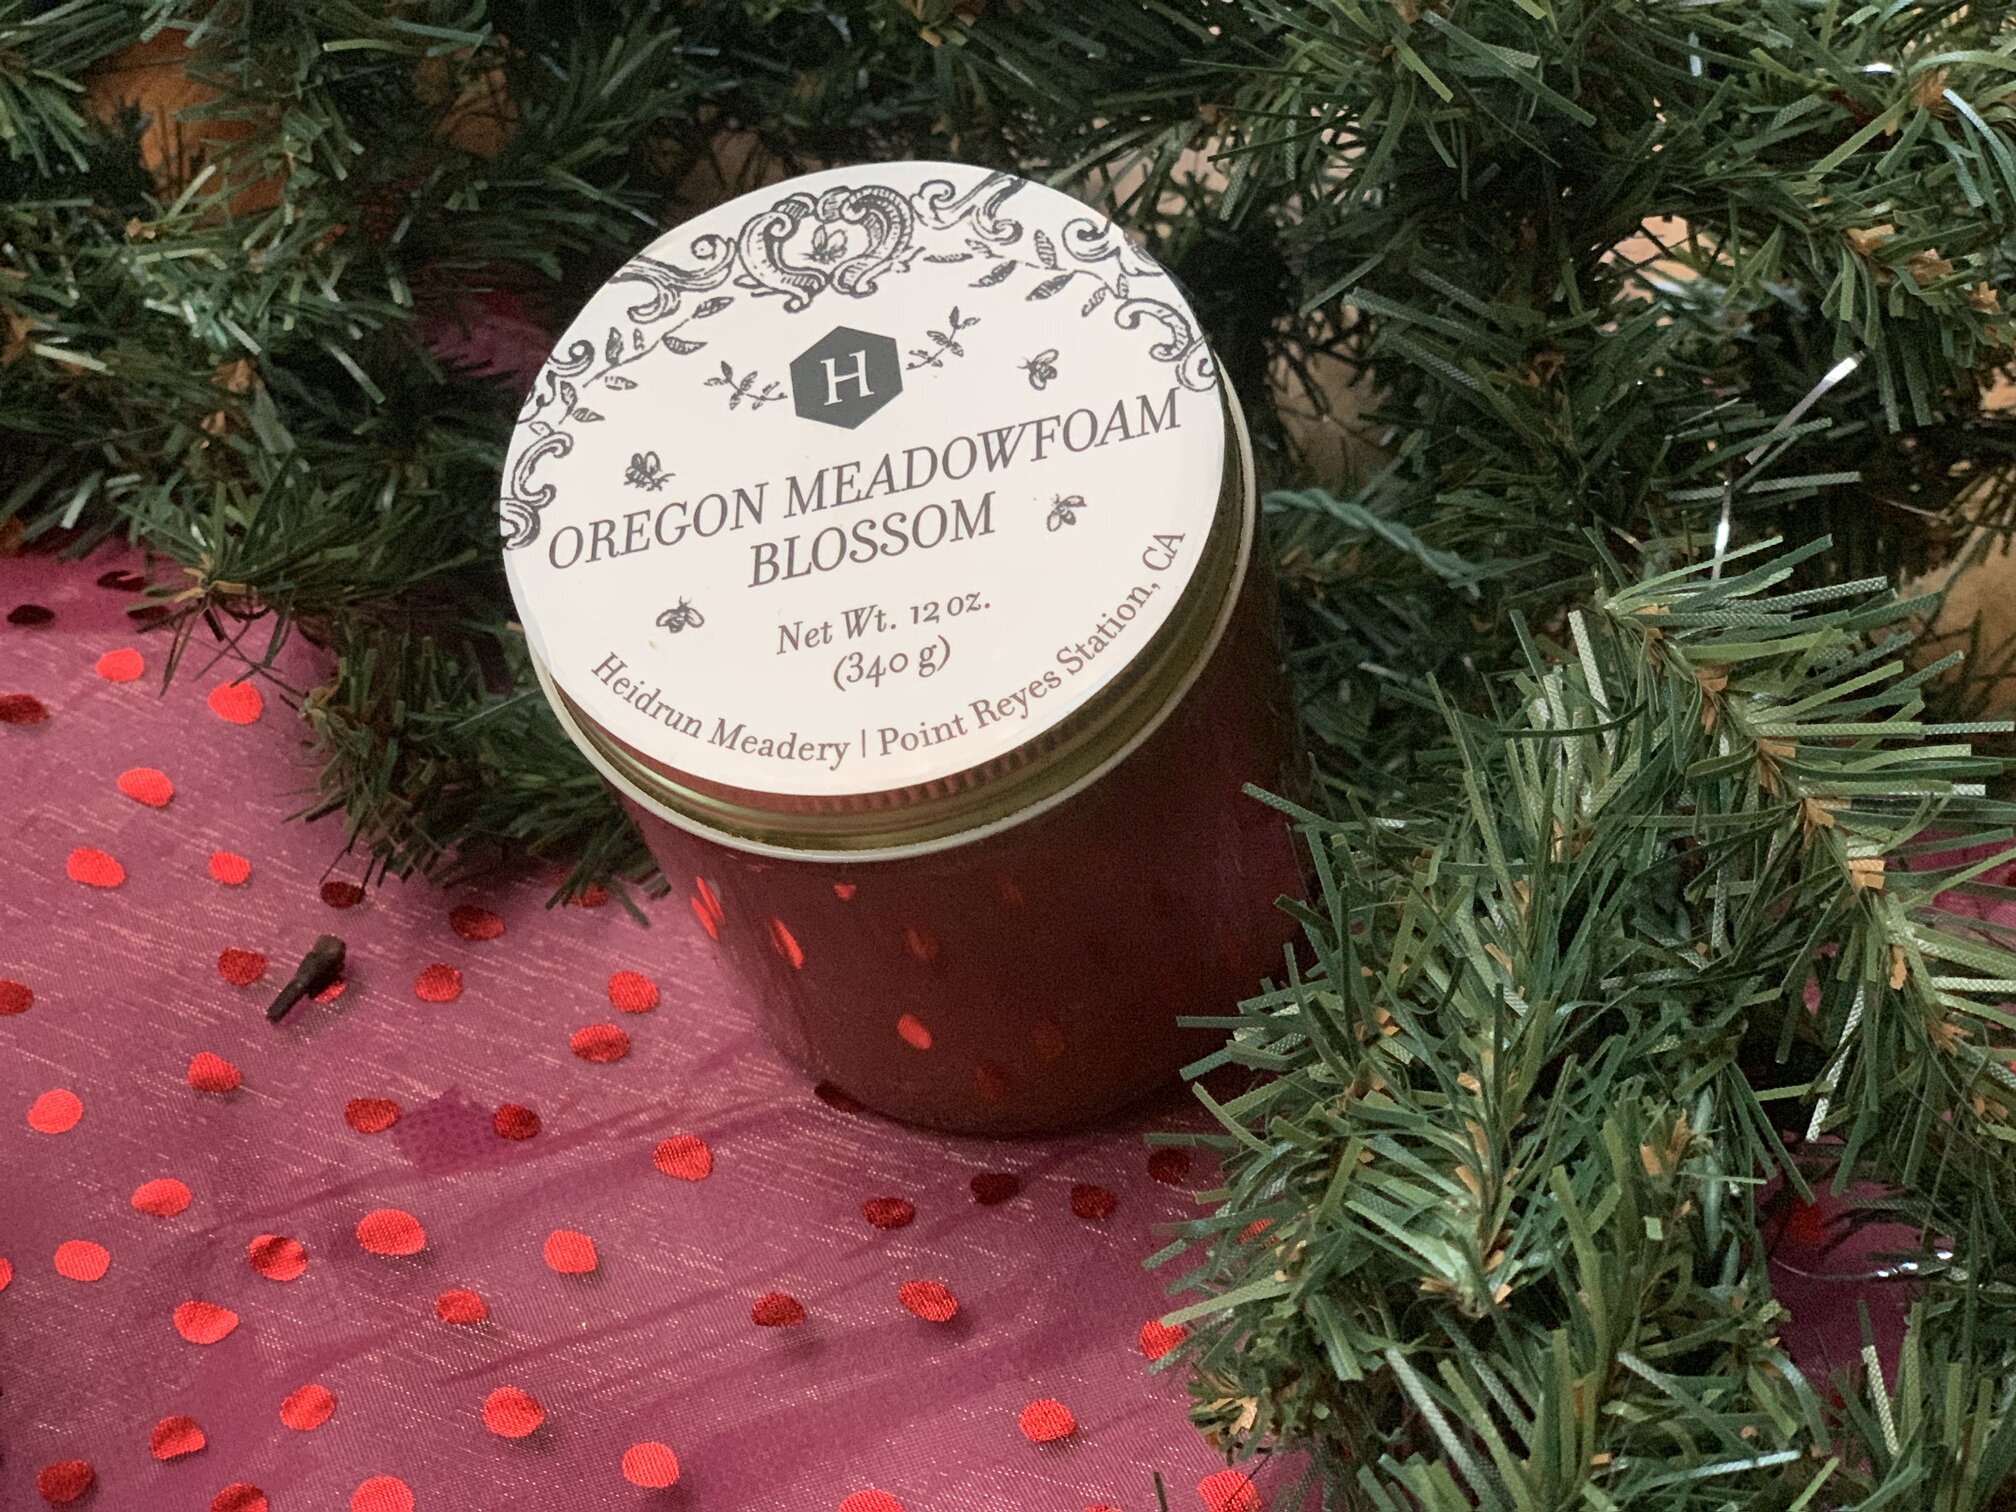 H
OREGON MEADOWFOAM
BLOSSOM
Net Wt. 12 oz.
(340 g)
Heidrun Meadery | Point Reyes Station, CA